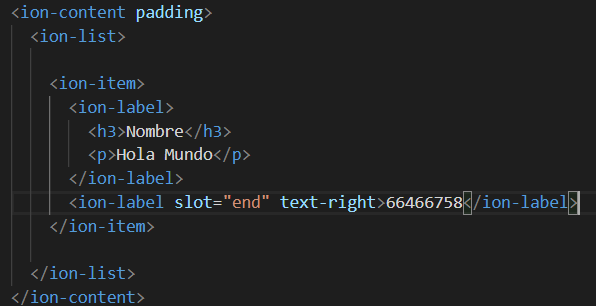 <ion-content padding>
<ion-list>
<ion-item>
<ion-label>
<h3>Nombre</h3>
<p>Hola Mundo</p>
</ion-label>
<ion-label slot="end" text-right>66466758</ion-label>
</ion-item>
</ion-list>
</ion-content>